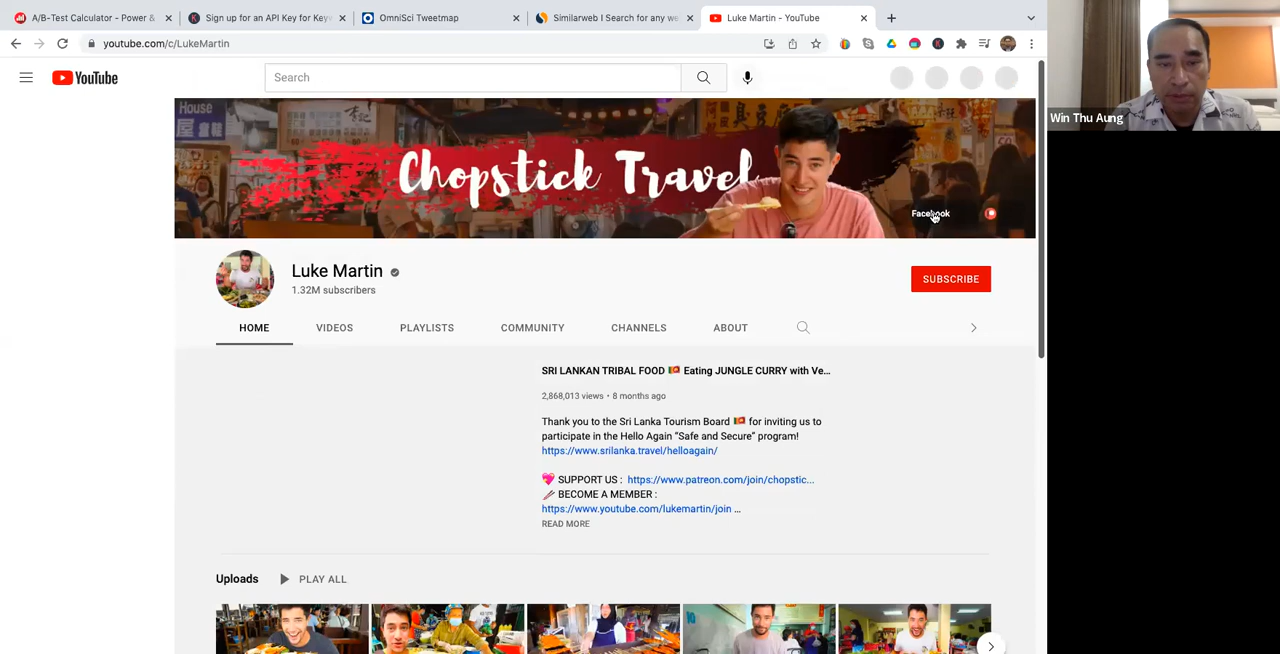 A/B-Test Calculator - Power &
Sign up for an API Key for Key
OmniSci Tweetmap
Similarweb | Search for any we
Luke Martin - YouTube
youtube.com/c/LukeMartin
YouTube
Search
House
Chopstick Travel
Facebook
Win Thu Aung
Luke Martin
1.32M subscribers
SUBSCRIBE
HOME
VIDEOS
PLAYLISTS
COMMUNITY
CHANNELS
ABOUT
SRI LANKAN TRIBAL FOOD 🇱🇰 Eating JUNGLE CURRY with Ve...
2,868,013 views • 8 months ago
Thank you to the Sri Lanka Tourism Board 🇱🇰 for inviting us to
participate in the Hello Again “Safe and Secure” program!
https://www.srilanka.travel/helloagain/
💖 SUPPORT US : https://www.patreon.com/join/chopstic...
🥢 BECOME A MEMBER :
https://www.youtube.com/lukemartin/join ...
READ MORE
Uploads
PLAY ALL